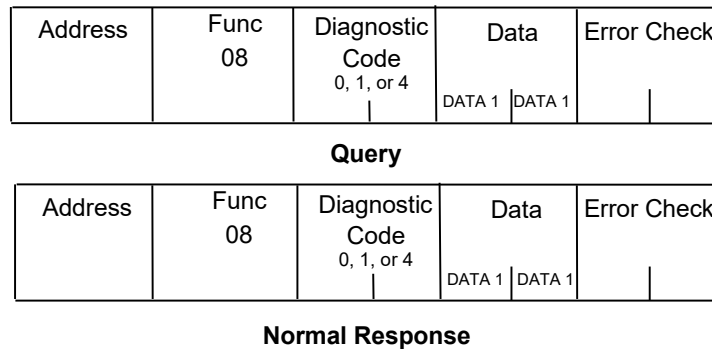 Address Func Diagnostic Data Error Check
08 Code
0, 1, or 4
DATA 1 DATA 1
Query
Address Func Diagnostic Data Error Check
08 Code
0, 1, or 4
DATA 1 DATA 1
Normal Response